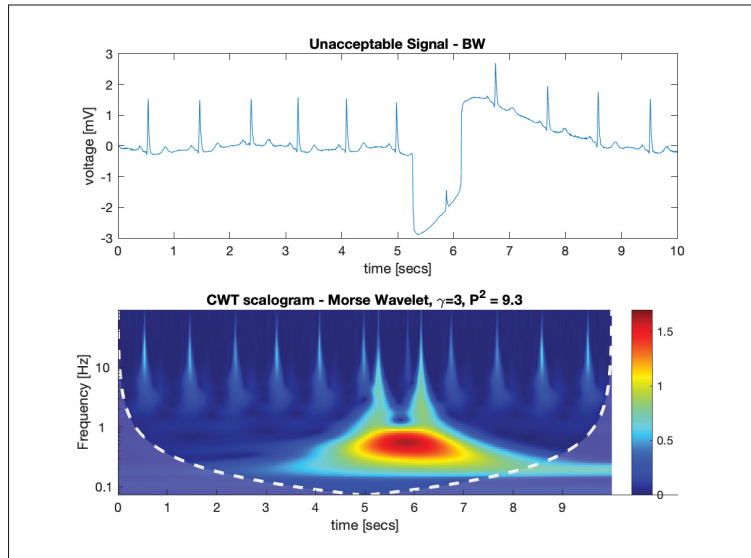 Unacceptable Signal - BW
3
2
1
0
-1
-2
-3
voltage [mV]
0 1 2 3 4 5 6 7 8 9 10
time [secs]
CWT scalogram - Morse Wavelet, γ=3, P² = 9.3
10
1
0.1
Frequency [Hz]
1.5
1
0.5
0
0 1 2 3 4 5 6 7 8 9
time [secs]